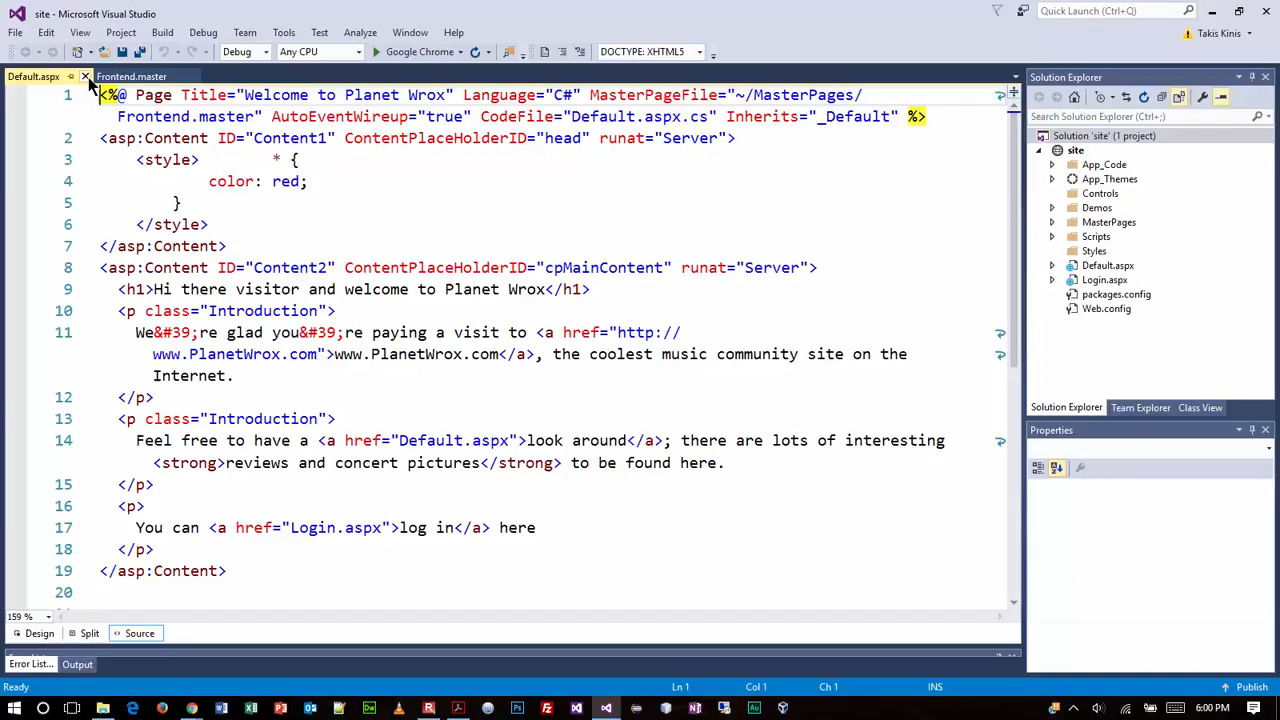 site - Microsoft Visual Studio
Quick Launch (Ctrl+Q)
File Edit View Project Build Debug Team Tools Test Analyze Window Help
Takis Kinis
Debug Any CPU Google Chrome DOCTYPE: XHTML5
Default.aspx Frontend.master
1 <%@ Page Title="Welcome to Planet Wrox" Language="C#" MasterPageFile="~/MasterPages/
Frontend.master" AutoEventWireup="true" CodeFile="Default.aspx.cs" Inherits="_Default" %>
2 <asp:Content ID="Content1" ContentPlaceHolderID="head" runat="Server">
3 <style> * {
4 color: red;
5 }
6 </style>
7 </asp:Content>
8 <asp:Content ID="Content2" ContentPlaceHolderID="cpMainContent" runat="Server">
9 <h1>Hi there visitor and welcome to Planet Wrox</h1>
10 <p class="Introduction">
11 We&#39;re glad you&#39;re paying a visit to <a href="http://
www.PlanetWrox.com">www.PlanetWrox.com</a>, the coolest music community site on the
Internet.
12 </p>
13 <p class="Introduction">
14 Feel free to have a <a href="Default.aspx">look around</a>; there are lots of interesting
<strong>reviews and concert pictures</strong> to be found here.
15 </p>
16 <p>
17 You can <a href="Login.aspx">log in</a> here
18 </p>
19 </asp:Content>
20
159 %
Design Split Source
Error List... Output
Solution Explorer
Search Solution Explorer (Ctrl+;)
Solution 'site' (1 project)
site
App_Code
App_Themes
Controls
Demos
MasterPages
Scripts
Styles
Default.aspx
Login.aspx
packages.config
Web.config
Solution Explorer Team Explorer Class View
Properties
Ready Ln 1 Col 1 Ch 1 INS Publish
6:00 PM